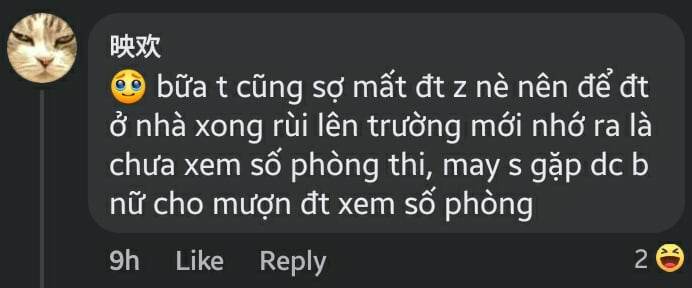 映欢
🥹 bữa t cũng sợ mất đt z nè nên để đt
ở nhà xong rùi lên trường mới nhớ ra là
chưa xem số phòng thi, may s gặp dc b
nữ cho mượn đt xem số phòng
9h Like Reply 2